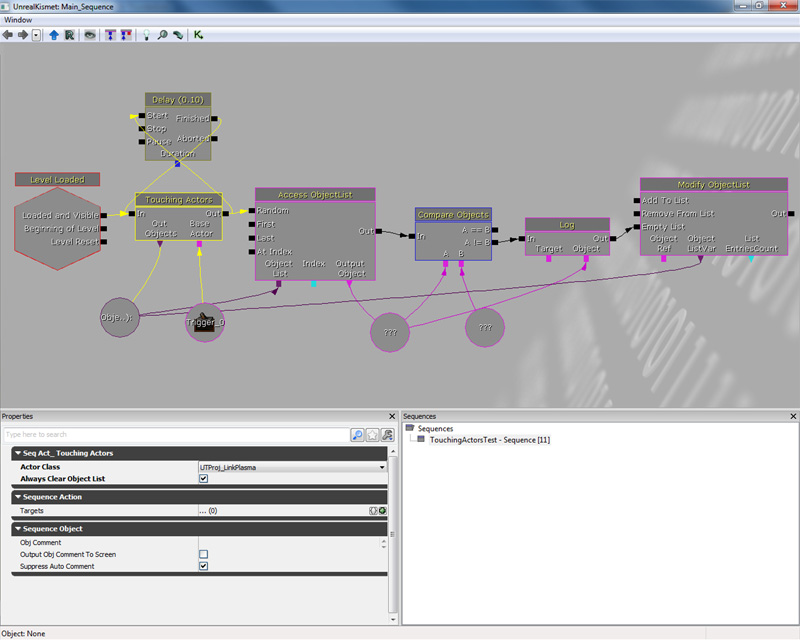 UnrealKismet: Main_Sequence
Window
Delay (0.10)
Start
Finished
Stop
Pause
Aborted
Duration
Level Loaded
Loaded and Visible
Beginning of Level
Level Reset
Touching Actors
In
Out
Out Objects
Base Actor
Access ObjectList
Random
First
Last
At Index
Out
Object List
Index
Output Object
Compare Objects
In
A == B
A != B
A
B
Log
In
Out
Target
Object
Modify ObjectList
Add To List
Remove From List
Empty List
Out
Object Ref
Object ListVar
List EntriesCount
Obje..):
Trigger_0
???
???
Properties
Type here to search
Seq Act_ Touching Actors
Actor Class
UTProj_LinkPlasma
Always Clear Object List
Sequence Action
Targets
... (0)
Sequence Object
Obj Comment
Output Obj Comment To Screen
Suppress Auto Comment
Sequences
Sequences
TouchingActorsTest - Sequence [11]
Object: None